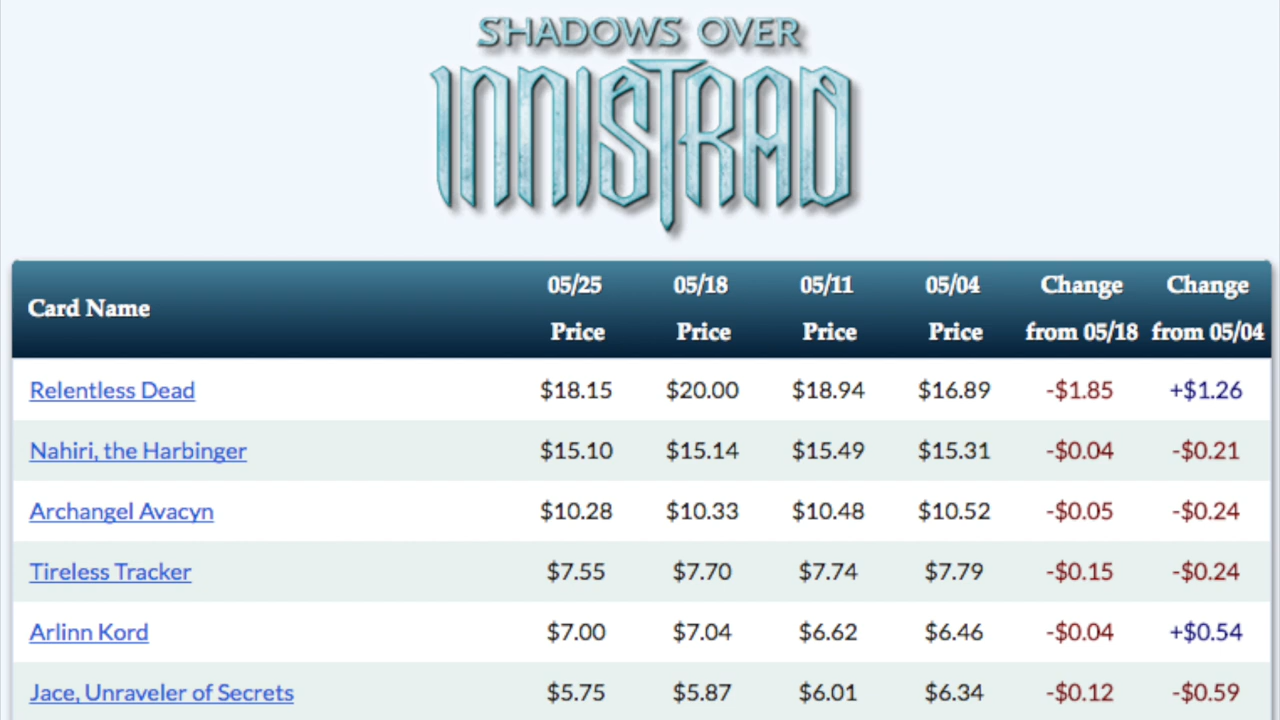 SHADOWS OVER
INNISTRAD
Card Name 05/25 Price 05/18 Price 05/11 Price 05/04 Price Change from 05/18 Change from 05/04
Relentless Dead $18.15 $20.00 $18.94 $16.89 -$1.85 +$1.26
Nahiri, the Harbinger $15.10 $15.14 $15.49 $15.31 -$0.04 -$0.21
Archangel Avacyn $10.28 $10.33 $10.48 $10.52 -$0.05 -$0.24
Tireless Tracker $7.55 $7.70 $7.74 $7.79 -$0.15 -$0.24
Arlinn Kord $7.00 $7.04 $6.62 $6.46 -$0.04 +$0.54
Jace, Unraveler of Secrets $5.75 $5.87 $6.01 $6.34 -$0.12 -$0.59